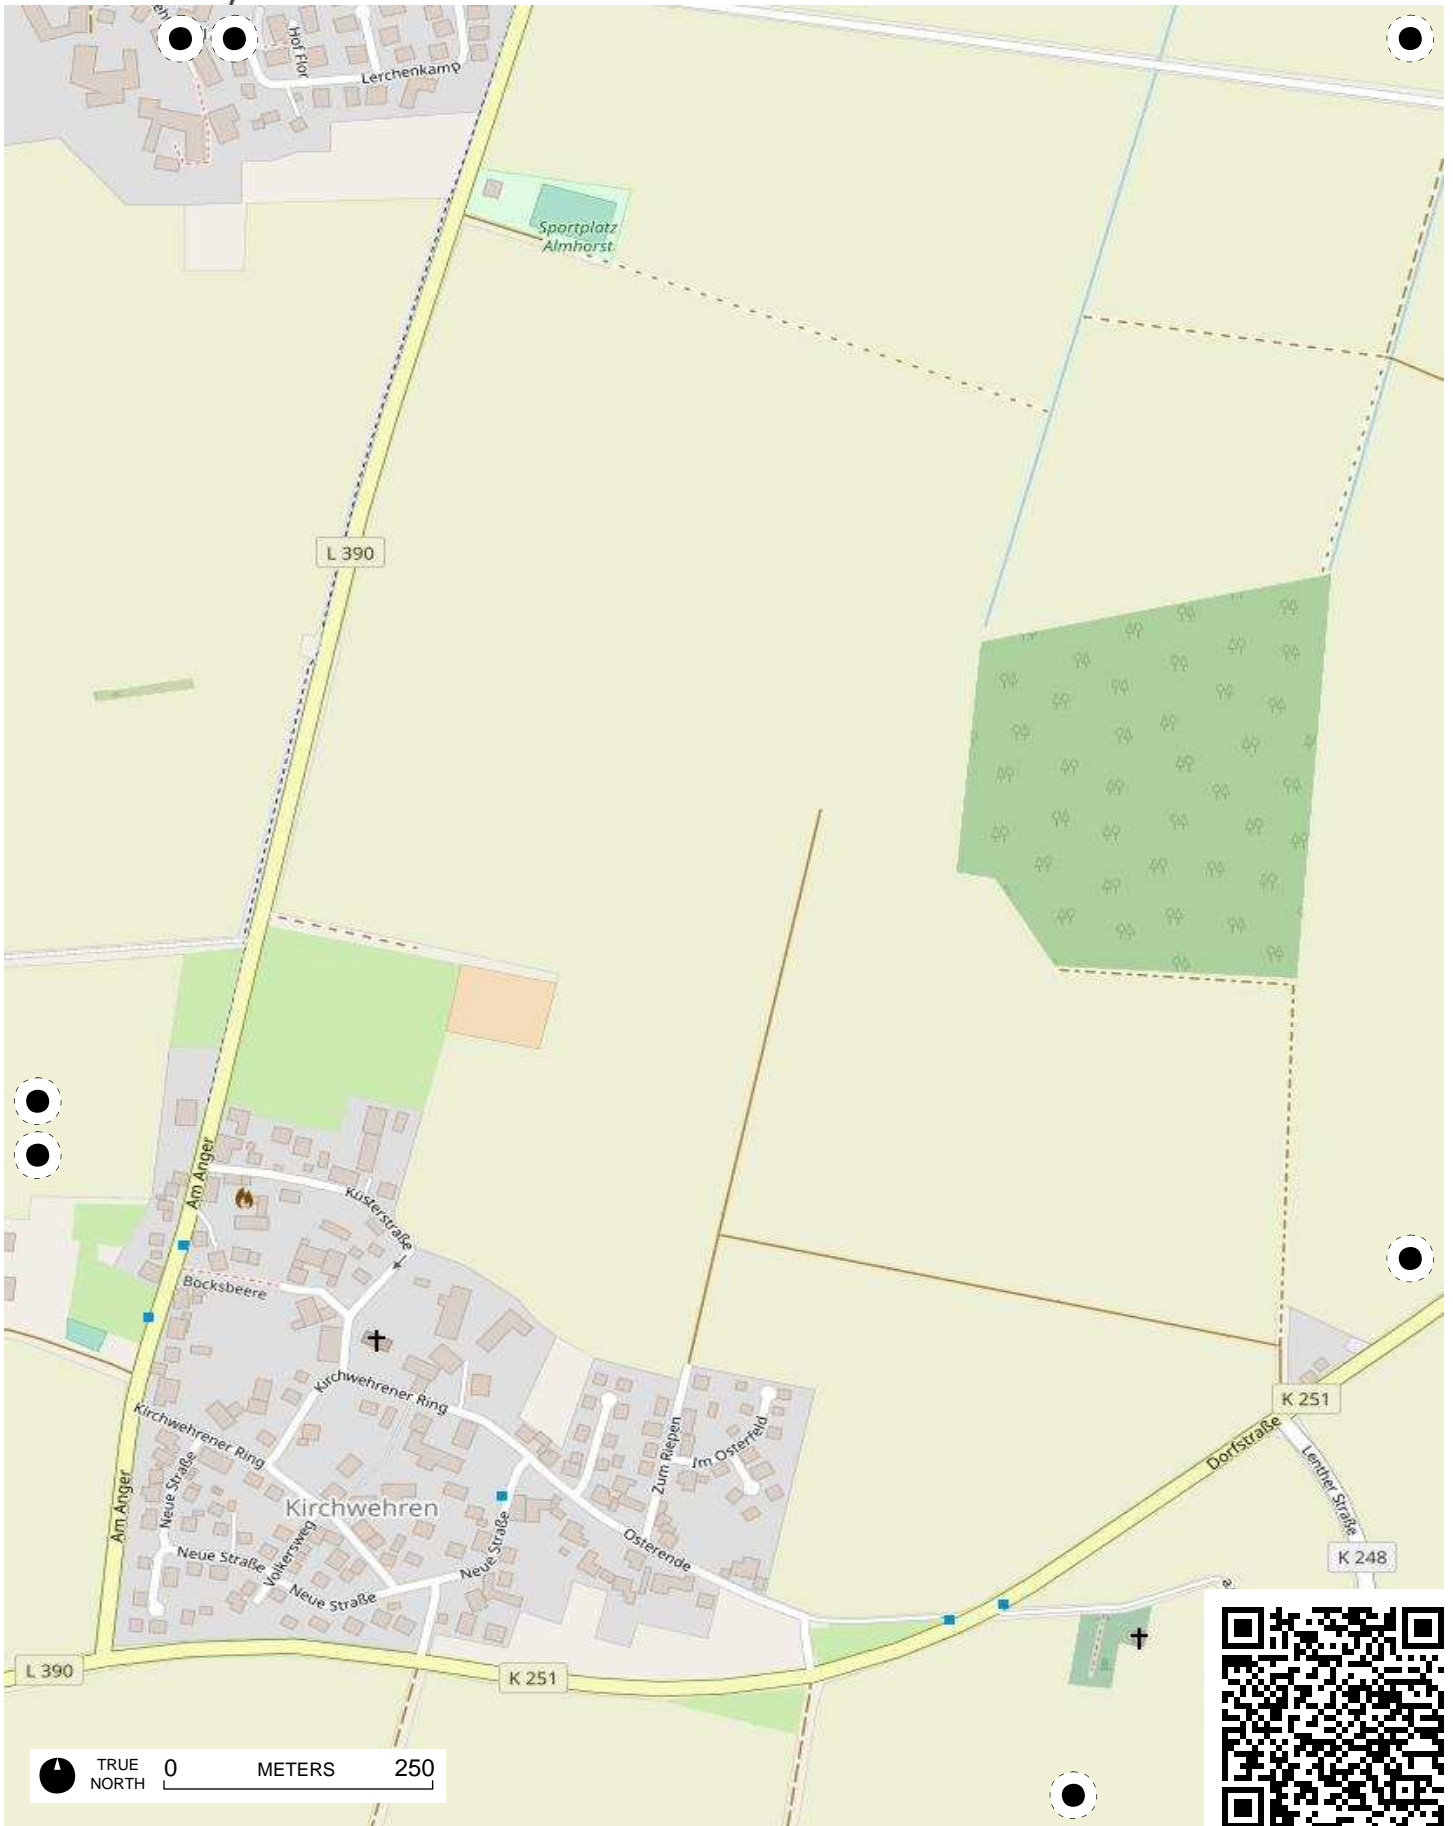 Hof Flor
Lerchenkamp
Sportplatz
Almhorst
L 390
Am Anger
Küsterstraße
Bocksbeere
Kirchwehrener Ring
Kirchwehrener Ring
Zum Riepen
Im Osterfeld
K 251
Dorfstraße
Lenther Straße
Am Anger
Neue Straße
Kirchwehren
Volkersweg
Neue Straße
Neue Straße
Neue Straße
Osterende
K 248
L 390
K 251
TRUE
NORTH
0 METERS 250